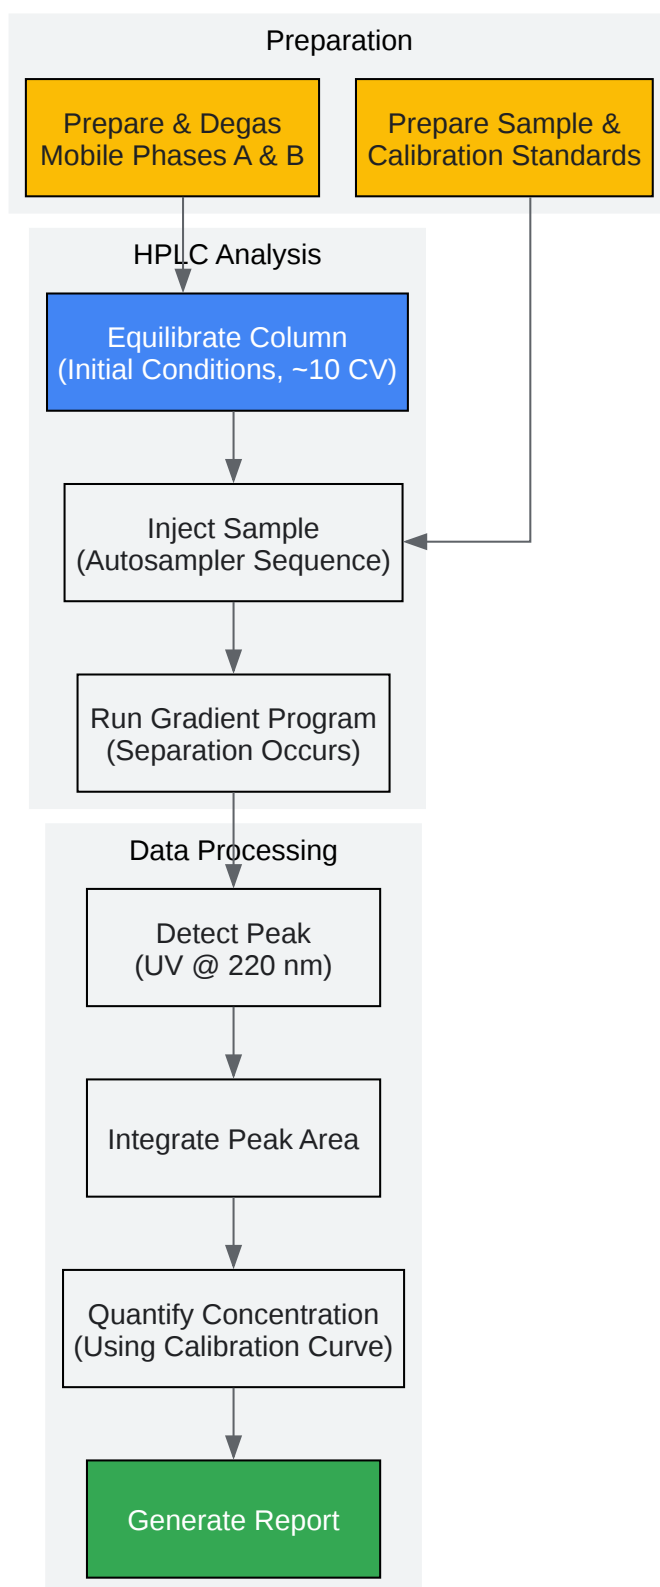 Preparation
Prepare & Degas
Mobile Phases A & B
Prepare Sample &
Calibration Standards
HPLC Analysis
Equilibrate Column
(Initial Conditions, ~10 CV)
Inject Sample
(Autosampler Sequence)
Run Gradient Program
(Separation Occurs)
Data Processing
Detect Peak
(UV @ 220 nm)
Integrate Peak Area
Quantify Concentration
(Using Calibration Curve)
Generate Report